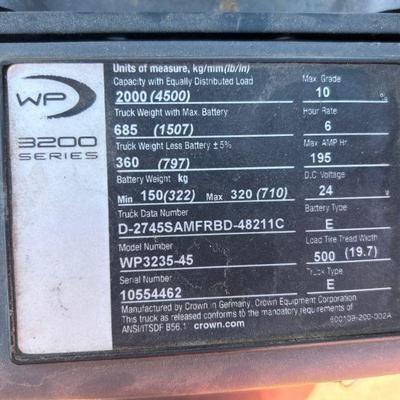 WP
3200
SERIES
Units of measure, kg/mm(lb/in)
Capacity with Equally Distributed Load
2000 (4500)
Max. Grade
10 %
Truck Weight with Max. Battery
685 (1507)
Hour Rate
6
Truck Weight Less Battery ± 5%
360 (797)
Max. AMP Hr.
195
Battery Weight kg
Min 150 (322) Max 320 (710)
D.C. Voltage
24 v
Truck Data Number
D-2745SAMFRBD-48211C
Battery Type
E
Model Number
WP3235-45
Load Tire Tread Width
500 (19.7)
Serial Number
10554462
Truck Type
E
Manufactured by Crown in Germany, Crown Equipment Corporation
This truck as released conforms to the mandatory requirements of
ANSI/ITSDF B56.1 crown.com